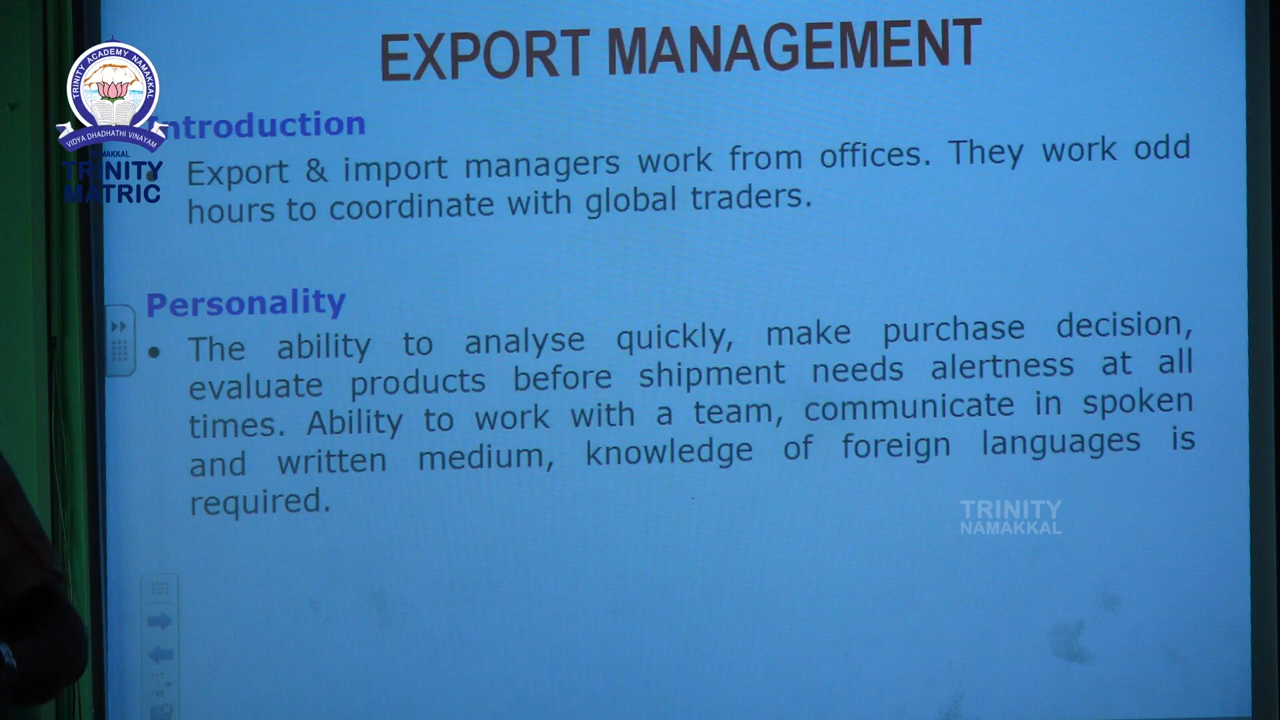 EXPORT MANAGEMENT
TRINITY ACADEMY NAMAKKAL
VIDYA DHADHATHI VINAYAM
NAMAKKAL
TRINITY
MATRIC
Introduction
Export & import managers work from offices. They work odd
hours to coordinate with global traders.
Personality
• The ability to analyse quickly, make purchase decision,
evaluate products before shipment needs alertness at all
times. Ability to work with a team, communicate in spoken
and written medium, knowledge of foreign languages is
required.
TRINITY
NAMAKKAL